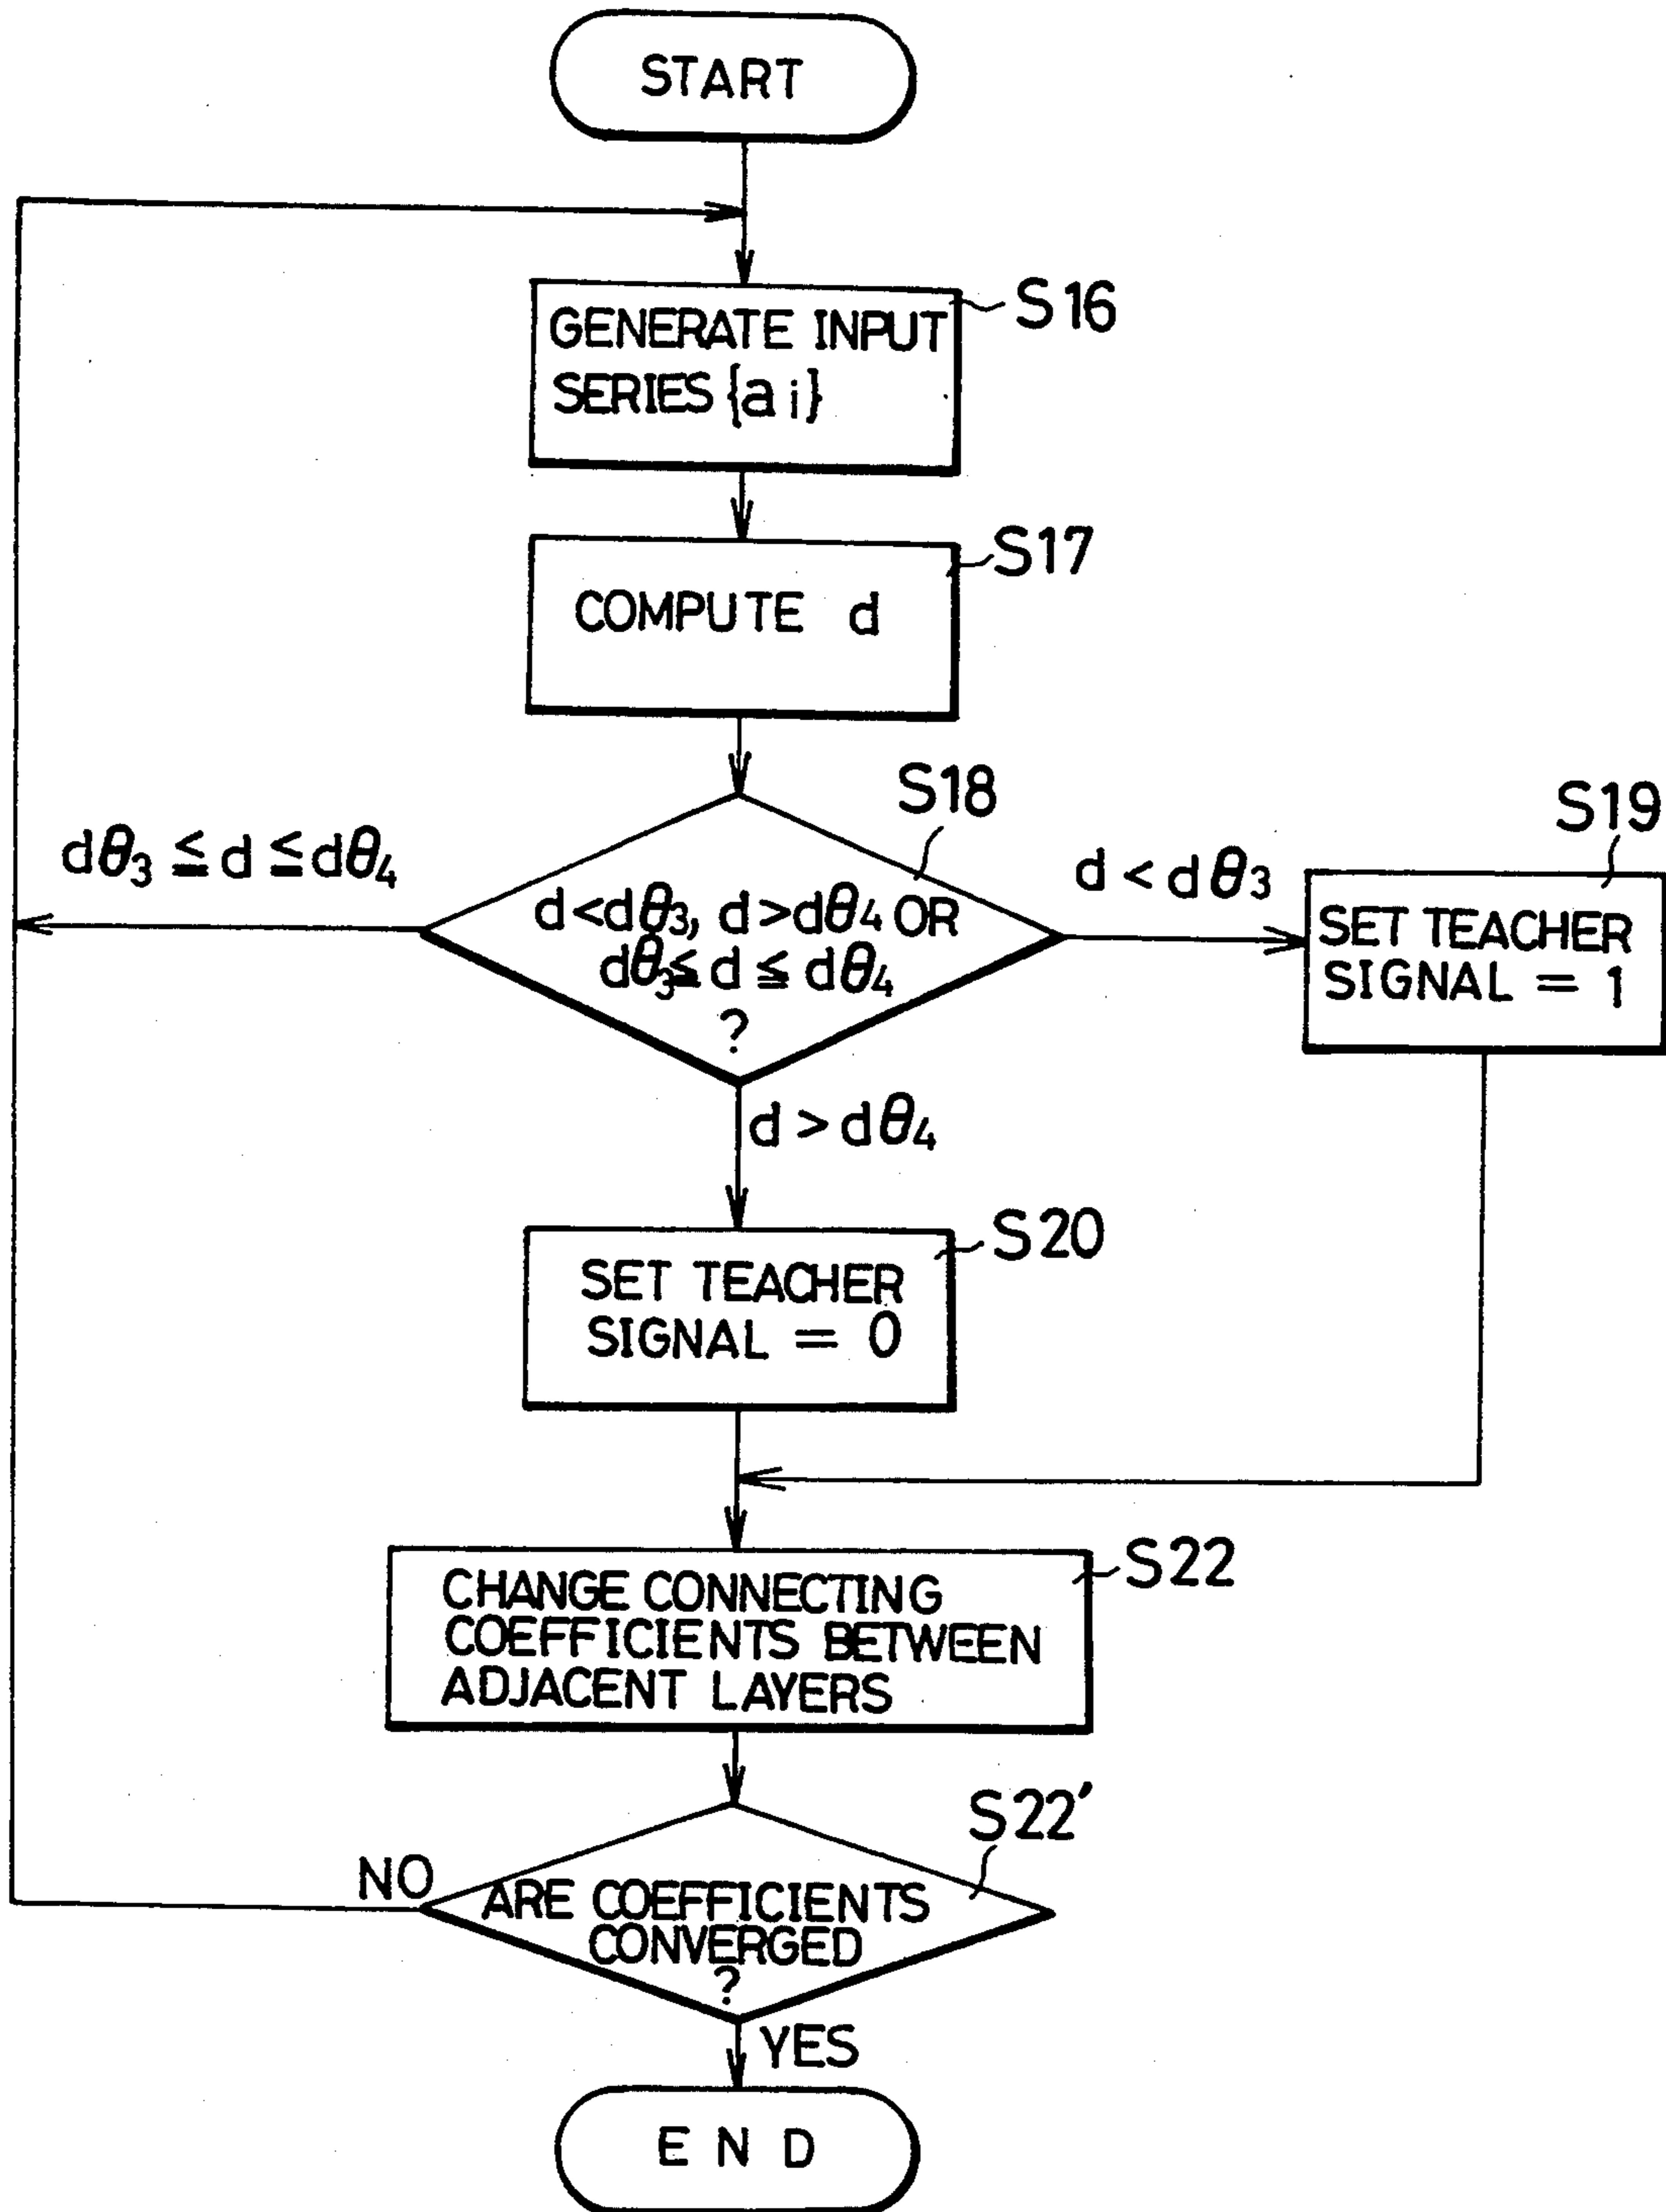 START
S16
GENERATE INPUT
SERIES {ai}
S17
COMPUTE d
S18
S19
dθ₃ ≦ d ≦ dθ₄
d < dθ₃
d<dθ₃, d>dθ₄ OR
dθ₃≦ d ≦ dθ₄
?
SET TEACHER
SIGNAL = 1
d > dθ₄
S20
SET TEACHER
SIGNAL = 0
S22
CHANGE CONNECTING
COEFFICIENTS BETWEEN
ADJACENT LAYERS
S22'
NO
ARE COEFFICIENTS
CONVERGED
?
YES
END